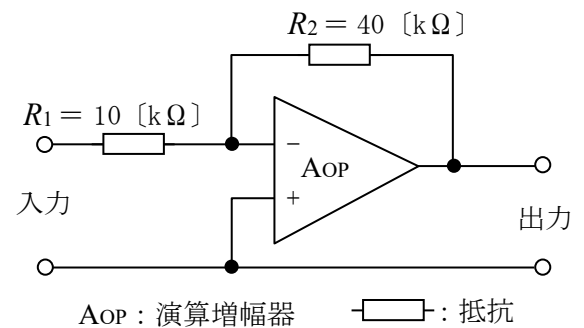 R2 = 40 〔kΩ〕
R1 = 10 〔kΩ〕
−
AOP
+
入力
出力
AOP：演算増幅器 ：抵抗